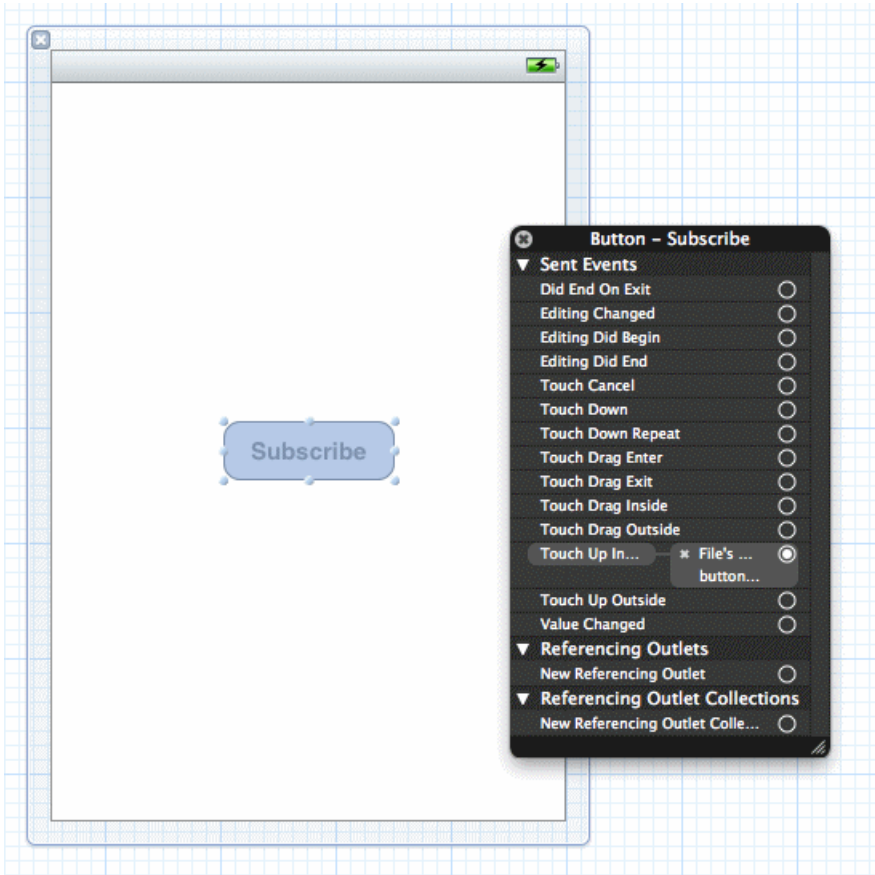 Button – Subscribe
Sent Events
Did End On Exit
Editing Changed
Editing Did Begin
Editing Did End
Touch Cancel
Touch Down
Touch Down Repeat
Touch Drag Enter
Touch Drag Exit
Touch Drag Inside
Touch Drag Outside
Touch Up In... File's ...
button...
Touch Up Outside
Value Changed
Referencing Outlets
New Referencing Outlet
Referencing Outlet Collections
New Referencing Outlet Colle...
Subscribe